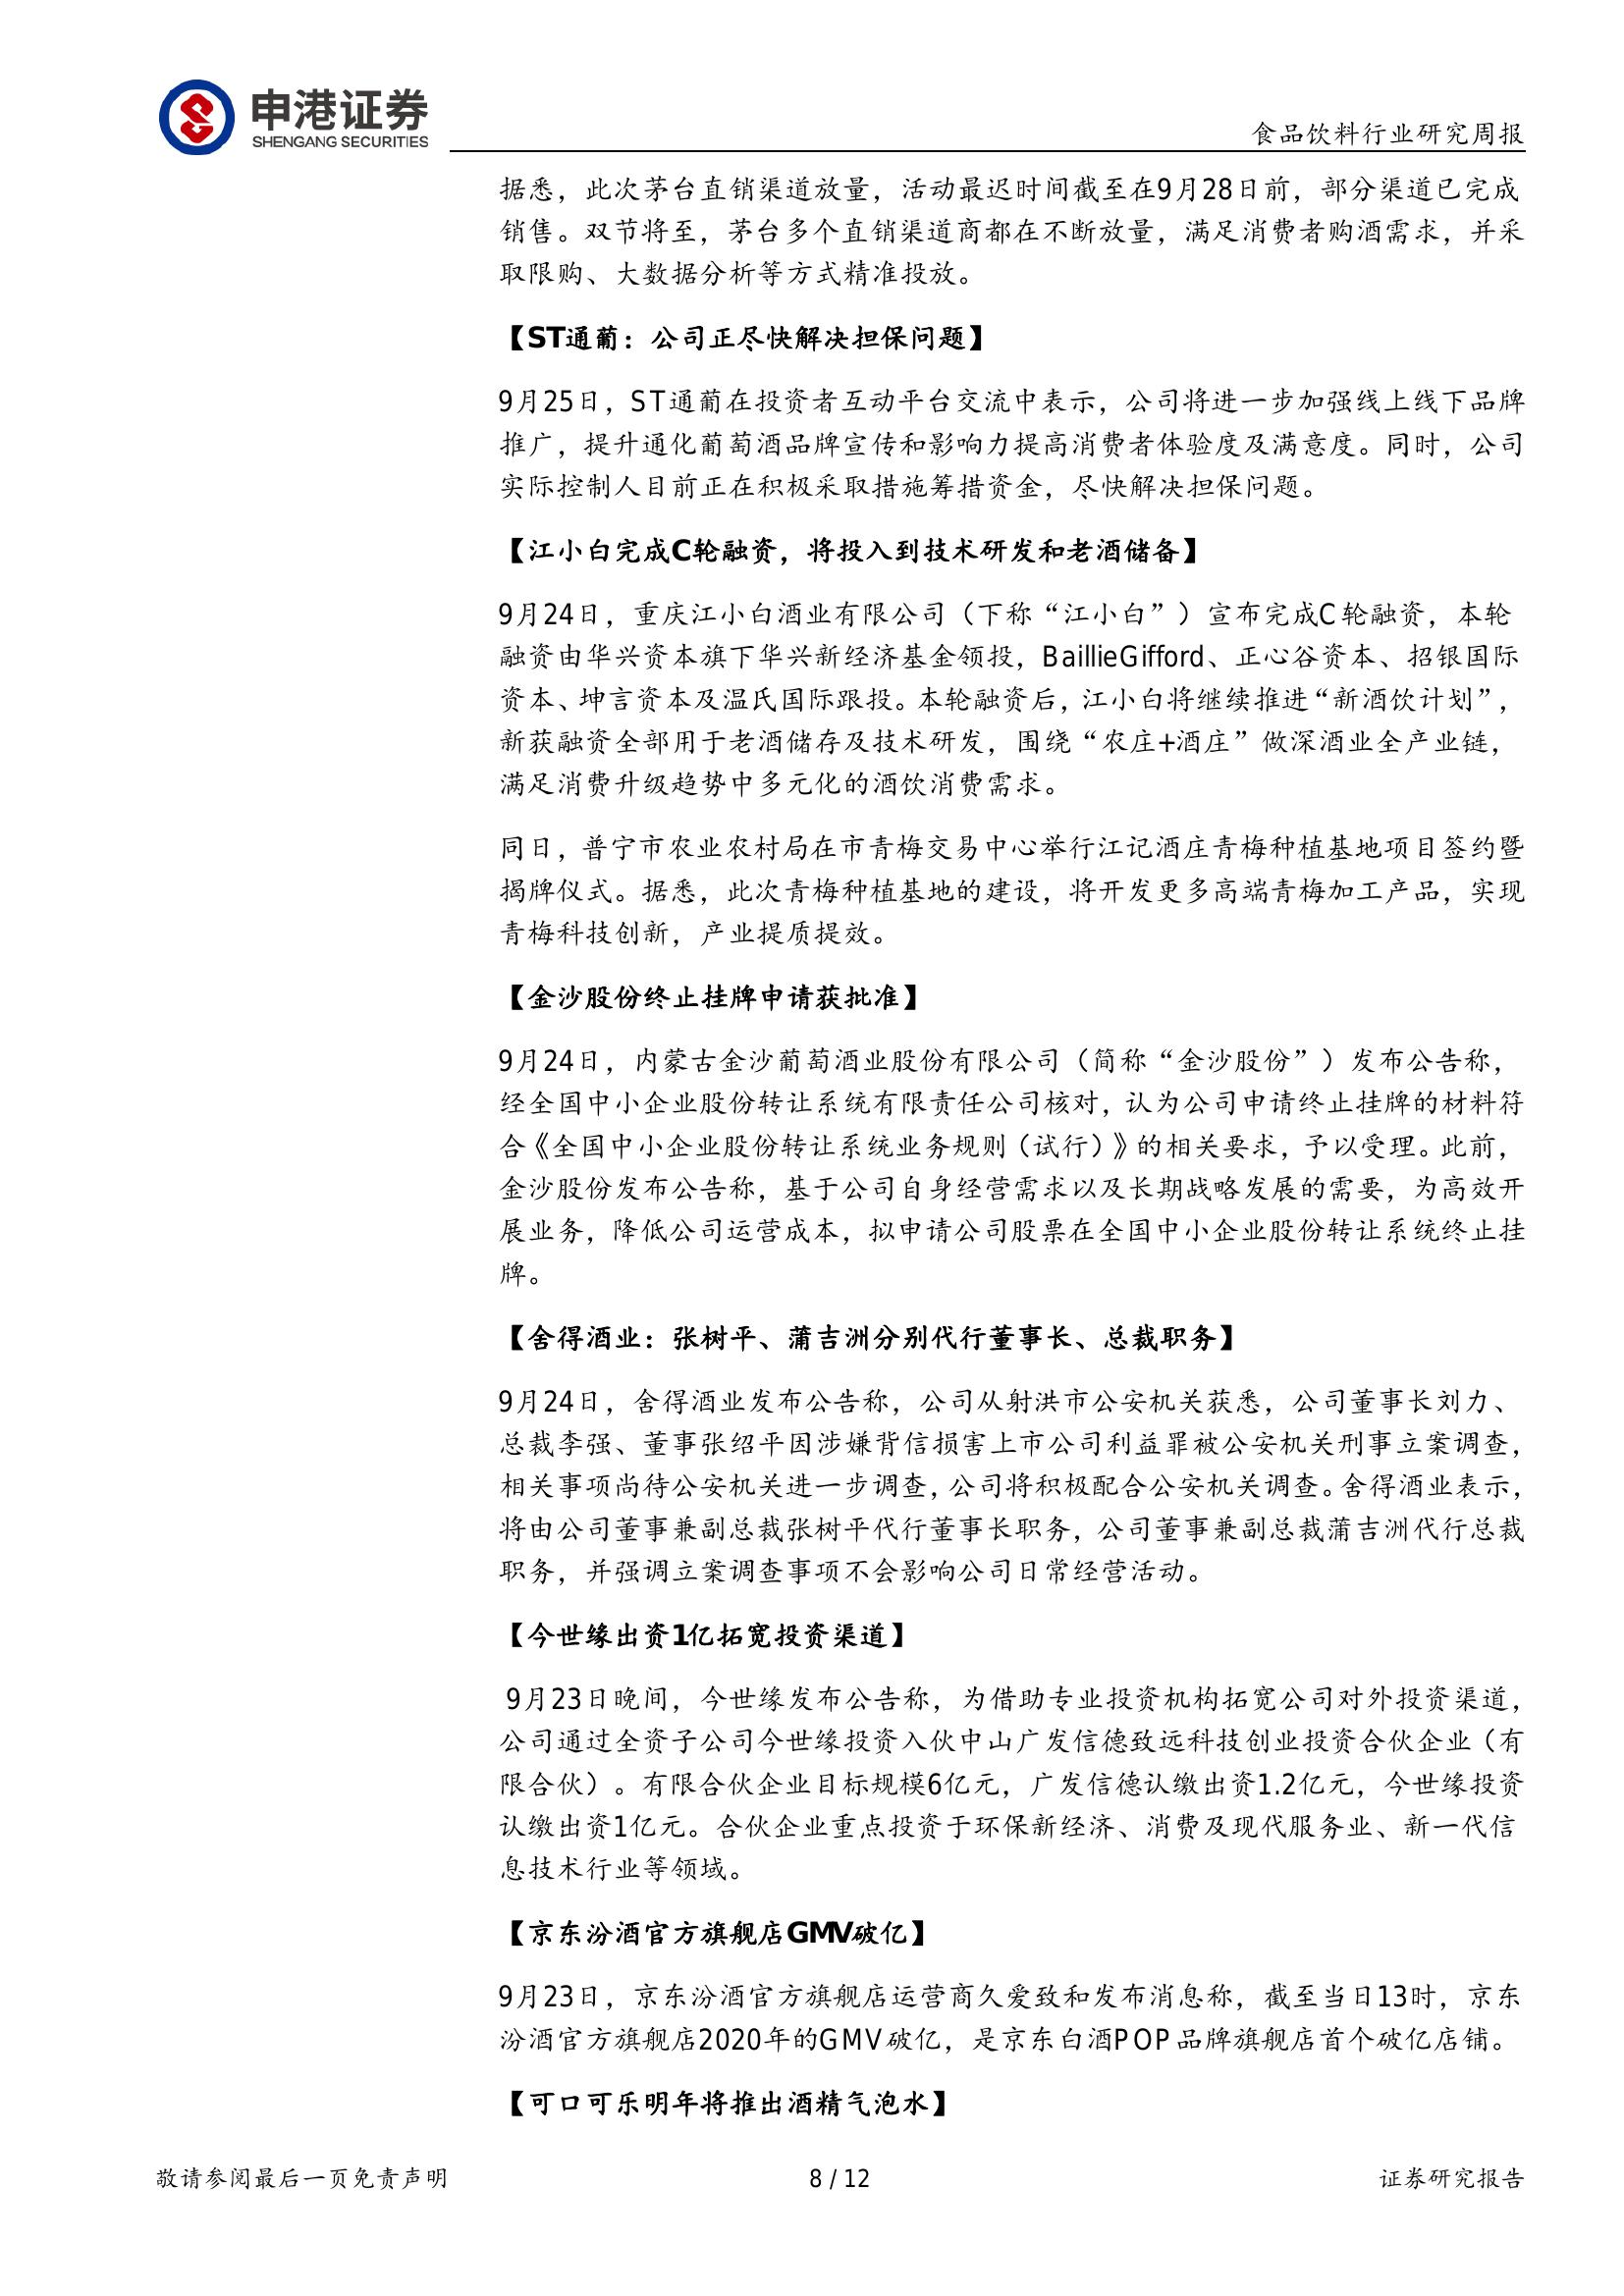 申港证券
SHENGANG SECURITIES
食品饮料行业研究周报
据悉，此次茅台直销渠道放量，活动最迟时间截至在9月28日前，部分渠道已完成
销售。双节将至，茅台多个直销渠道商都在不断放量，满足消费者购酒需求，并采
取限购、大数据分析等方式精准投放。
【ST通葡：公司正尽快解决担保问题】
9月25日，ST通葡在投资者互动平台交流中表示，公司将进一步加强线上线下品牌
推广，提升通化葡萄酒品牌宣传和影响力提高消费者体验度及满意度。同时，公司
实际控制人目前正在积极采取措施筹措资金，尽快解决担保问题。
【江小白完成C轮融资，将投入到技术研发和老酒储备】
9月24日，重庆江小白酒业有限公司（下称“江小白”）宣布完成C轮融资，本轮
融资由华兴资本旗下华兴新经济基金领投，BaillieGifford、正心谷资本、招银国际
资本、坤言资本及温氏国际跟投。本轮融资后，江小白将继续推进“新酒饮计划”，
新获融资全部用于老酒储存及技术研发，围绕“农庄+酒庄”做深酒业全产业链，
满足消费升级趋势中多元化的酒饮消费需求。
同日，普宁市农业农村局在市青梅交易中心举行江记酒庄青梅种植基地项目签约暨
揭牌仪式。据悉，此次青梅种植基地的建设，将开发更多高端青梅加工产品，实现
青梅科技创新，产业提质提效。
【金沙股份终止挂牌申请获批准】
9月24日，内蒙古金沙葡萄酒业股份有限公司（简称“金沙股份”）发布公告称，
经全国中小企业股份转让系统有限责任公司核对，认为公司申请终止挂牌的材料符
合《全国中小企业股份转让系统业务规则（试行）》的相关要求，予以受理。此前，
金沙股份发布公告称，基于公司自身经营需求以及长期战略发展的需要，为高效开
展业务，降低公司运营成本，拟申请公司股票在全国中小企业股份转让系统终止挂
牌。
【舍得酒业：张树平、蒲吉洲分别代行董事长、总裁职务】
9月24日，舍得酒业发布公告称，公司从射洪市公安机关获悉，公司董事长刘力、
总裁李强、董事张绍平因涉嫌背信损害上市公司利益罪被公安机关刑事立案调查，
相关事项尚待公安机关进一步调查，公司将积极配合公安机关调查。舍得酒业表示，
将由公司董事兼副总裁张树平代行董事长职务，公司董事兼副总裁蒲吉洲代行总裁
职务，并强调立案调查事项不会影响公司日常经营活动。
【今世缘出资1亿拓宽投资渠道】
9月23日晚间，今世缘发布公告称，为借助专业投资机构拓宽公司对外投资渠道，
公司通过全资子公司今世缘投资入伙中山广发信德致远科技创业投资合伙企业（有
限合伙）。有限合伙企业目标规模6亿元，广发信德认缴出资1.2亿元，今世缘投资
认缴出资1亿元。合伙企业重点投资于环保新经济、消费及现代服务业、新一代信
息技术行业等领域。
【京东汾酒官方旗舰店GMV破亿】
9月23日，京东汾酒官方旗舰店运营商久爱致和发布消息称，截至当日13时，京东
汾酒官方旗舰店2020年的GMV破亿，是京东白酒POP品牌旗舰店首个破亿店铺。
【可口可乐明年将推出酒精气泡水】
敬请参阅最后一页免责声明
8 / 12
证券研究报告